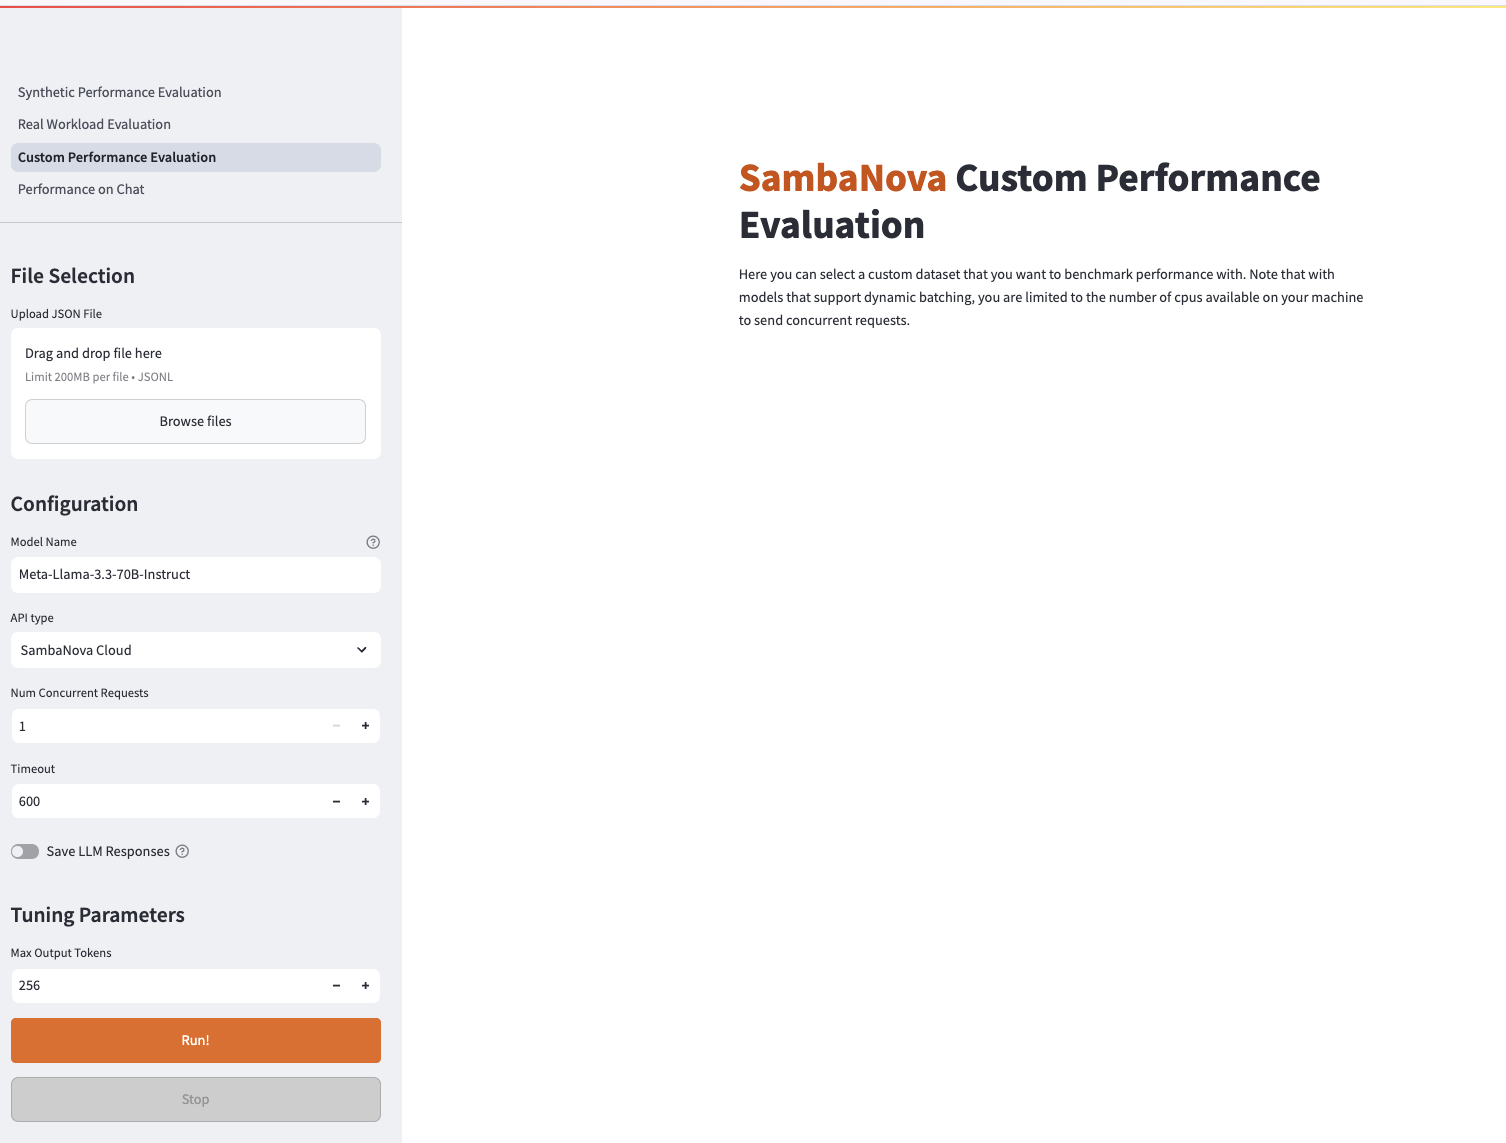 Synthetic Performance Evaluation
Real Workload Evaluation
Custom Performance Evaluation
Performance on Chat
File Selection
Upload JSON File
Drag and drop file here
Limit 200MB per file • JSONL
Browse files
Configuration
Model Name
Meta-Llama-3.3-70B-Instruct
API type
SambaNova Cloud
Num Concurrent Requests
1
Timeout
600
Save LLM Responses
Tuning Parameters
Max Output Tokens
256
Run!
Stop
SambaNova Custom Performance
Evaluation
Here you can select a custom dataset that you want to benchmark performance with. Note that with
models that support dynamic batching, you are limited to the number of cpus available on your machine
to send concurrent requests.